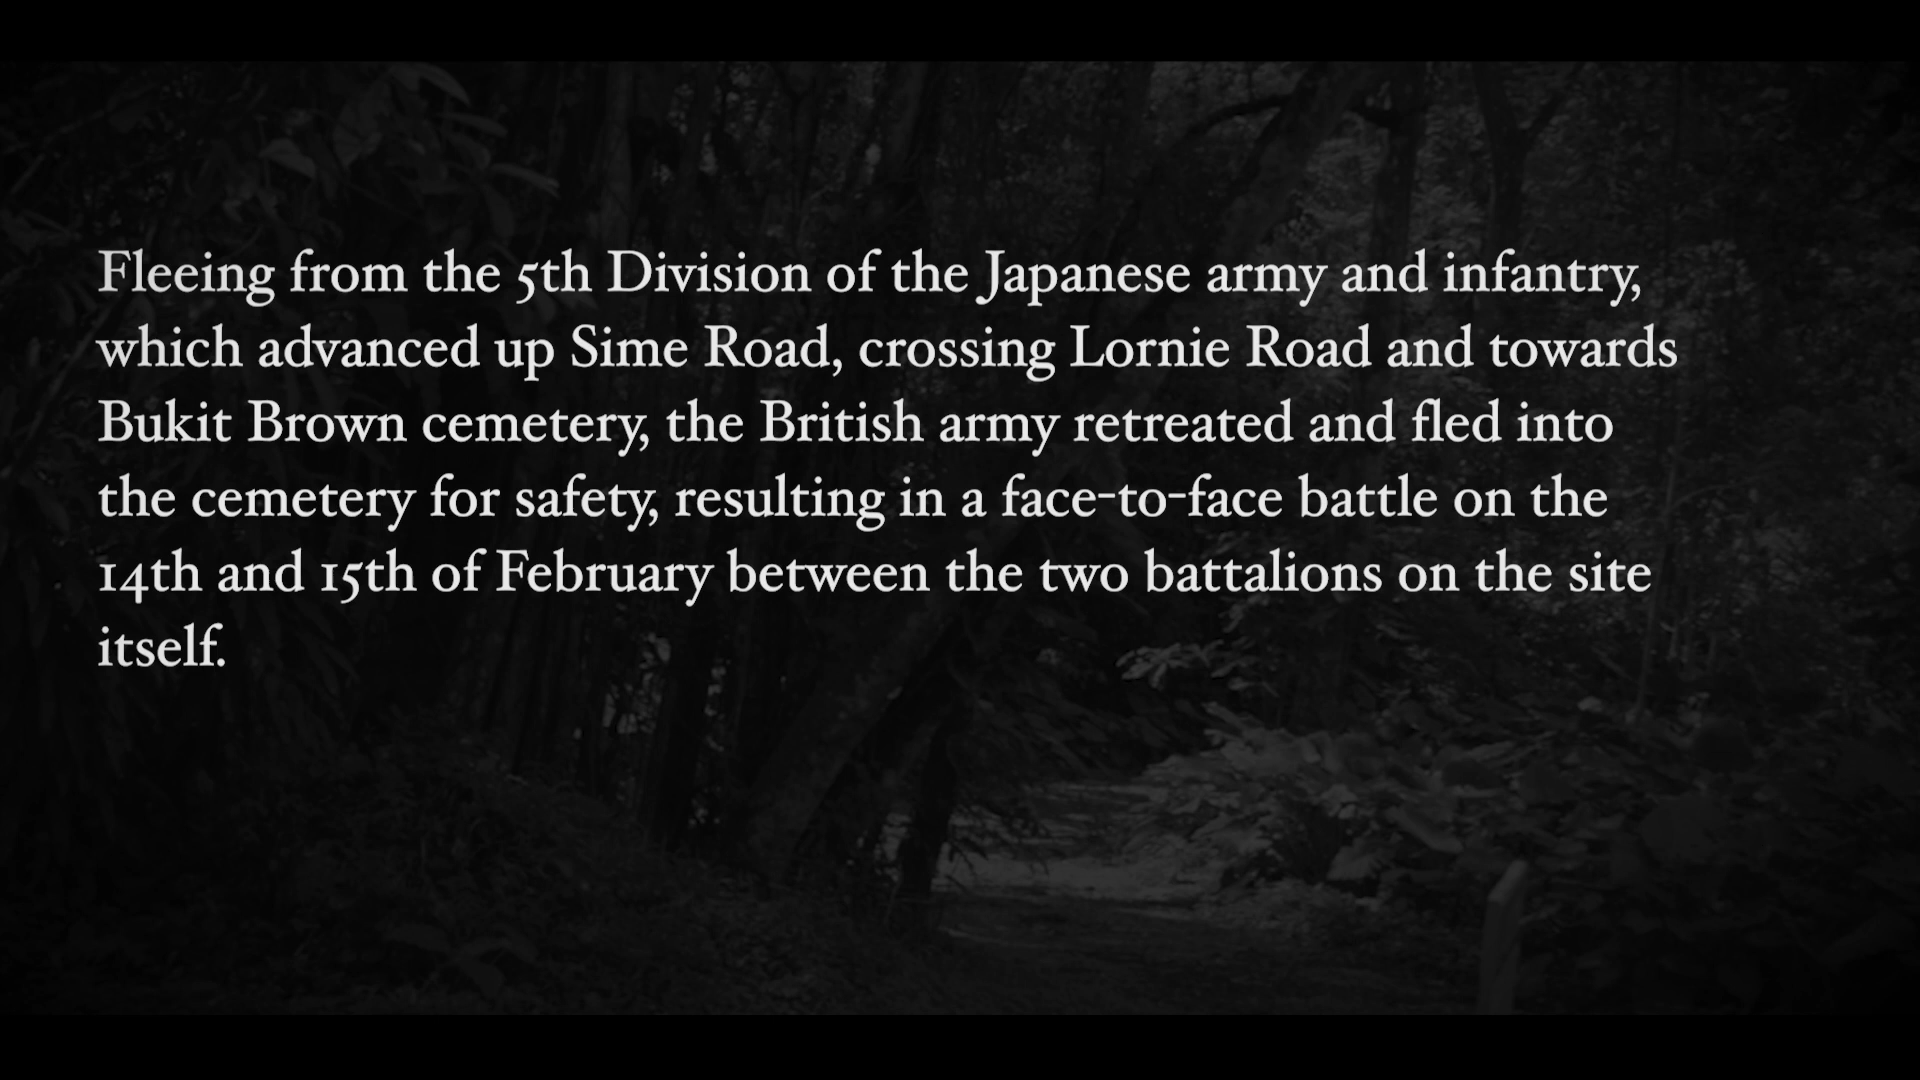 Fleeing from the 5th Division of the Japanese army and infantry,
which advanced up Sime Road, crossing Lornie Road and towards
Bukit Brown cemetery, the British army retreated and fled into
the cemetery for safety, resulting in a face-to-face battle on the
14th and 15th of February between the two battalions on the site
itself.